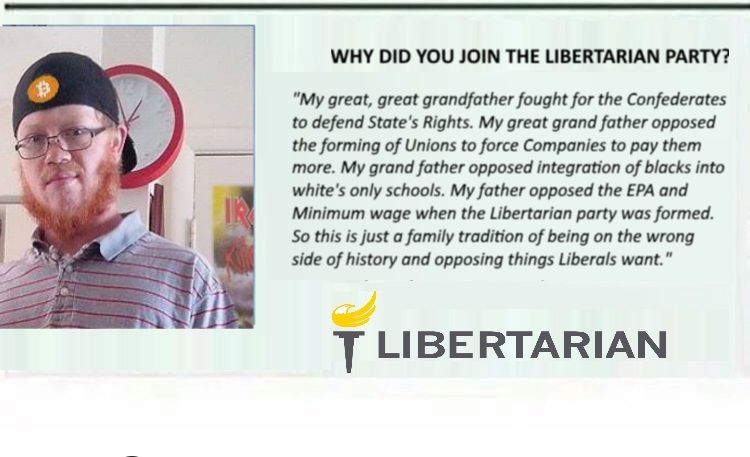 WHY DID YOU JOIN THE LIBERTARIAN PARTY?
"My great, great grandfather fought for the Confederates
to defend State's Rights. My great grand father opposed
the forming of Unions to force Companies to pay them
more. My grand father opposed integration of blacks into
white's only schools. My father opposed the EPA and
Minimum wage when the Libertarian party was formed.
So this is just a family tradition of being on the wrong
side of history and opposing things Liberals want."
LIBERTARIAN